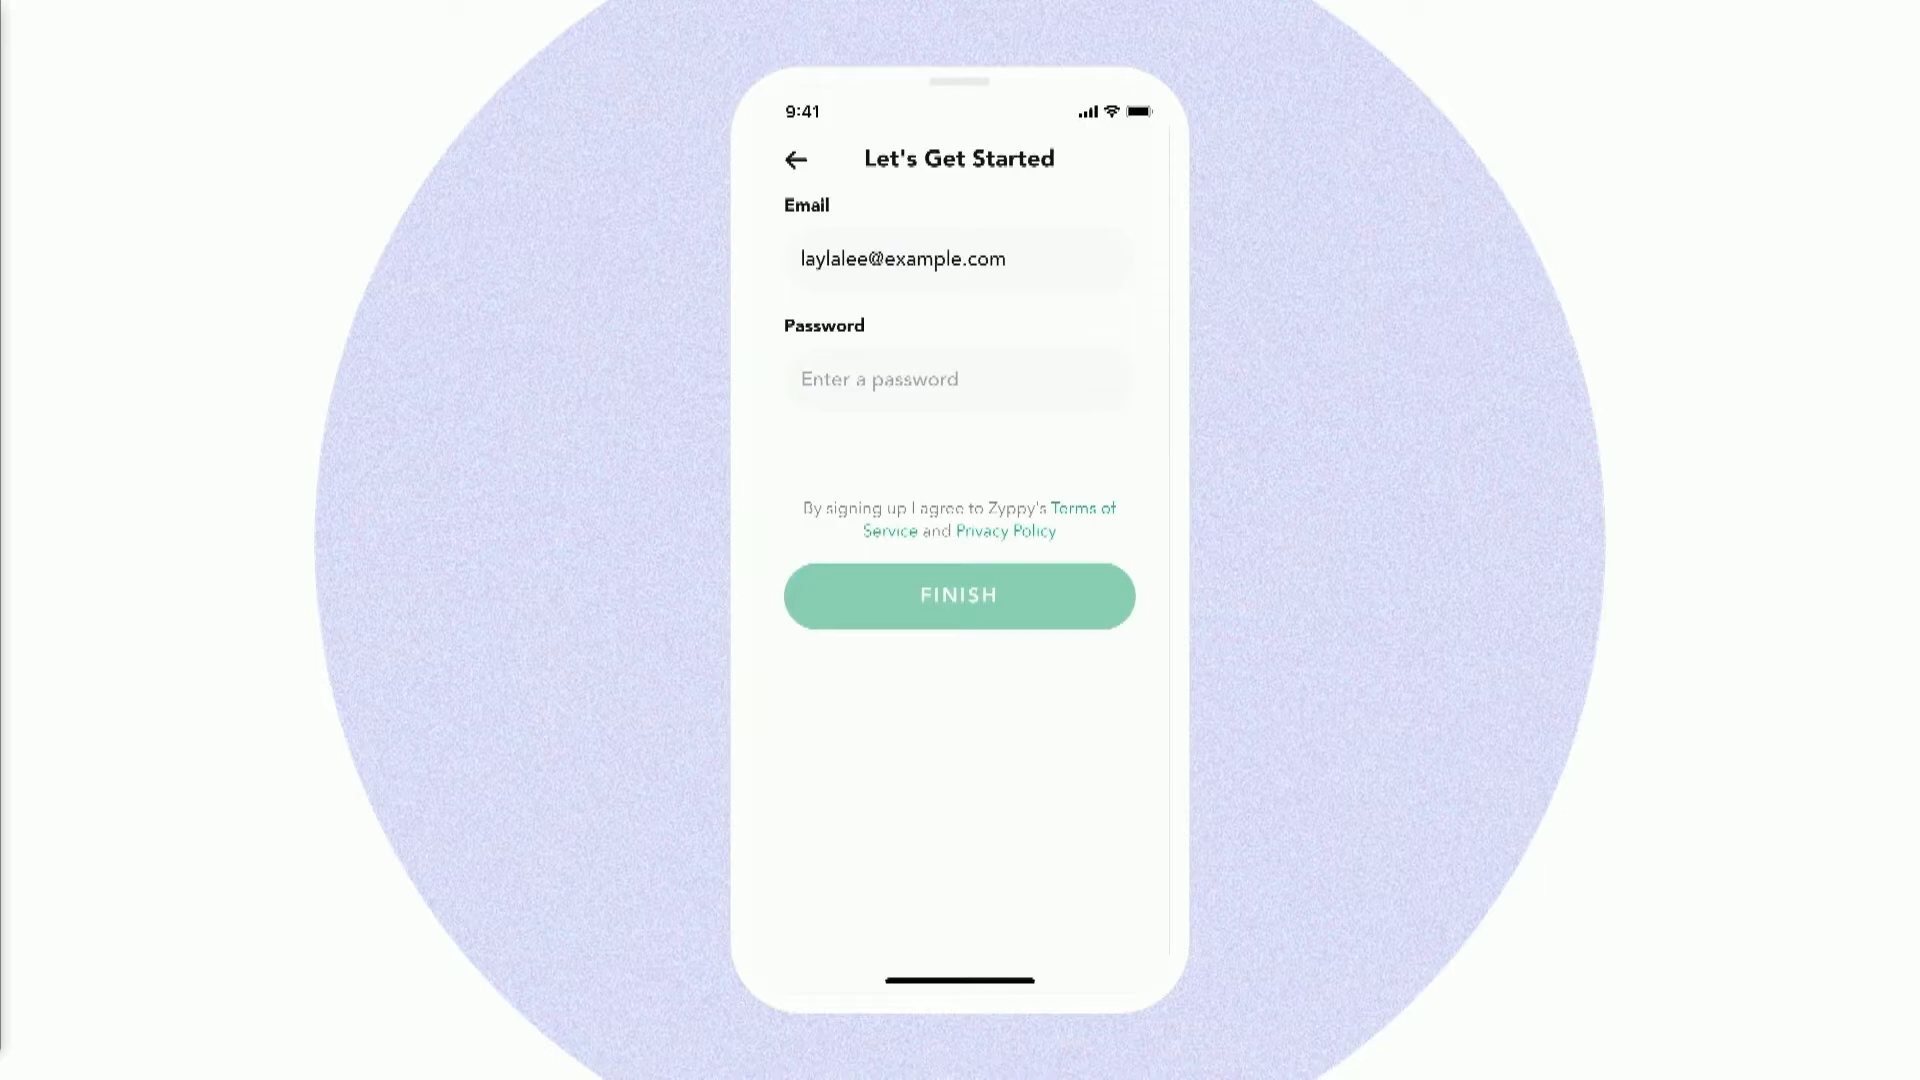 9:41
Let's Get Started
Email
laylalee@example.com
Password
Enter a password
By signing up I agree to Zyppy's Terms of
Service and Privacy Policy
FINISH